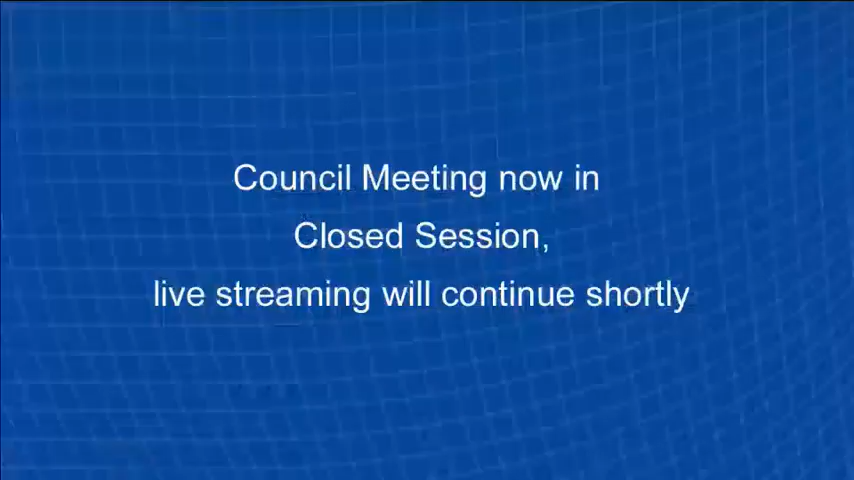 Council Meeting now in
Closed Session,
live streaming will continue shortly